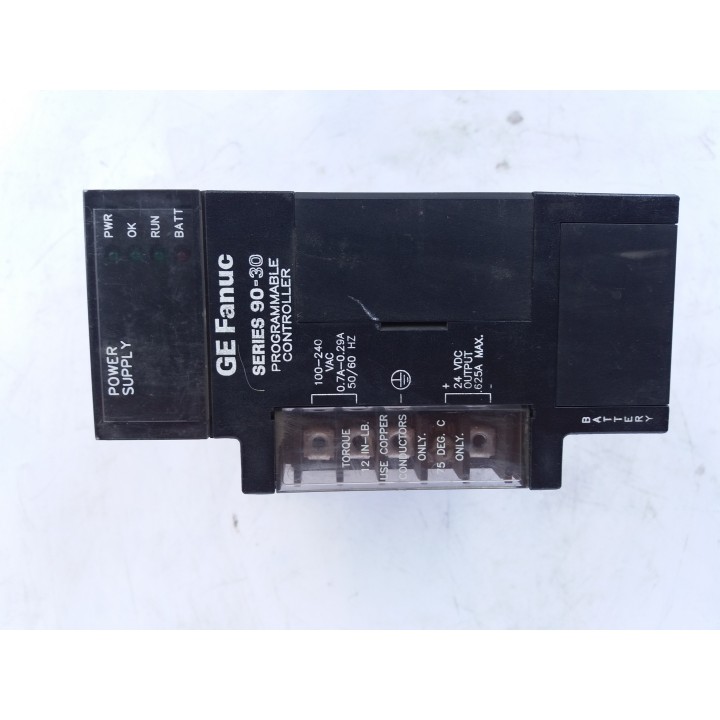 PWR
OK
RUN
BATT
POWER
SUPPLY
GE Fanuc
SERIES 90-30
PROGRAMMABLE
CONTROLLER
100-240
VAC
0.7A-0.29A
50/60 HZ
+
24 VDC
OUTPUT
.625A MAX.
-
TORQUE
12 IN-LB.
USE COPPER
CONDUCTORS
ONLY.
75 DEG. C
ONLY.
BATTERY